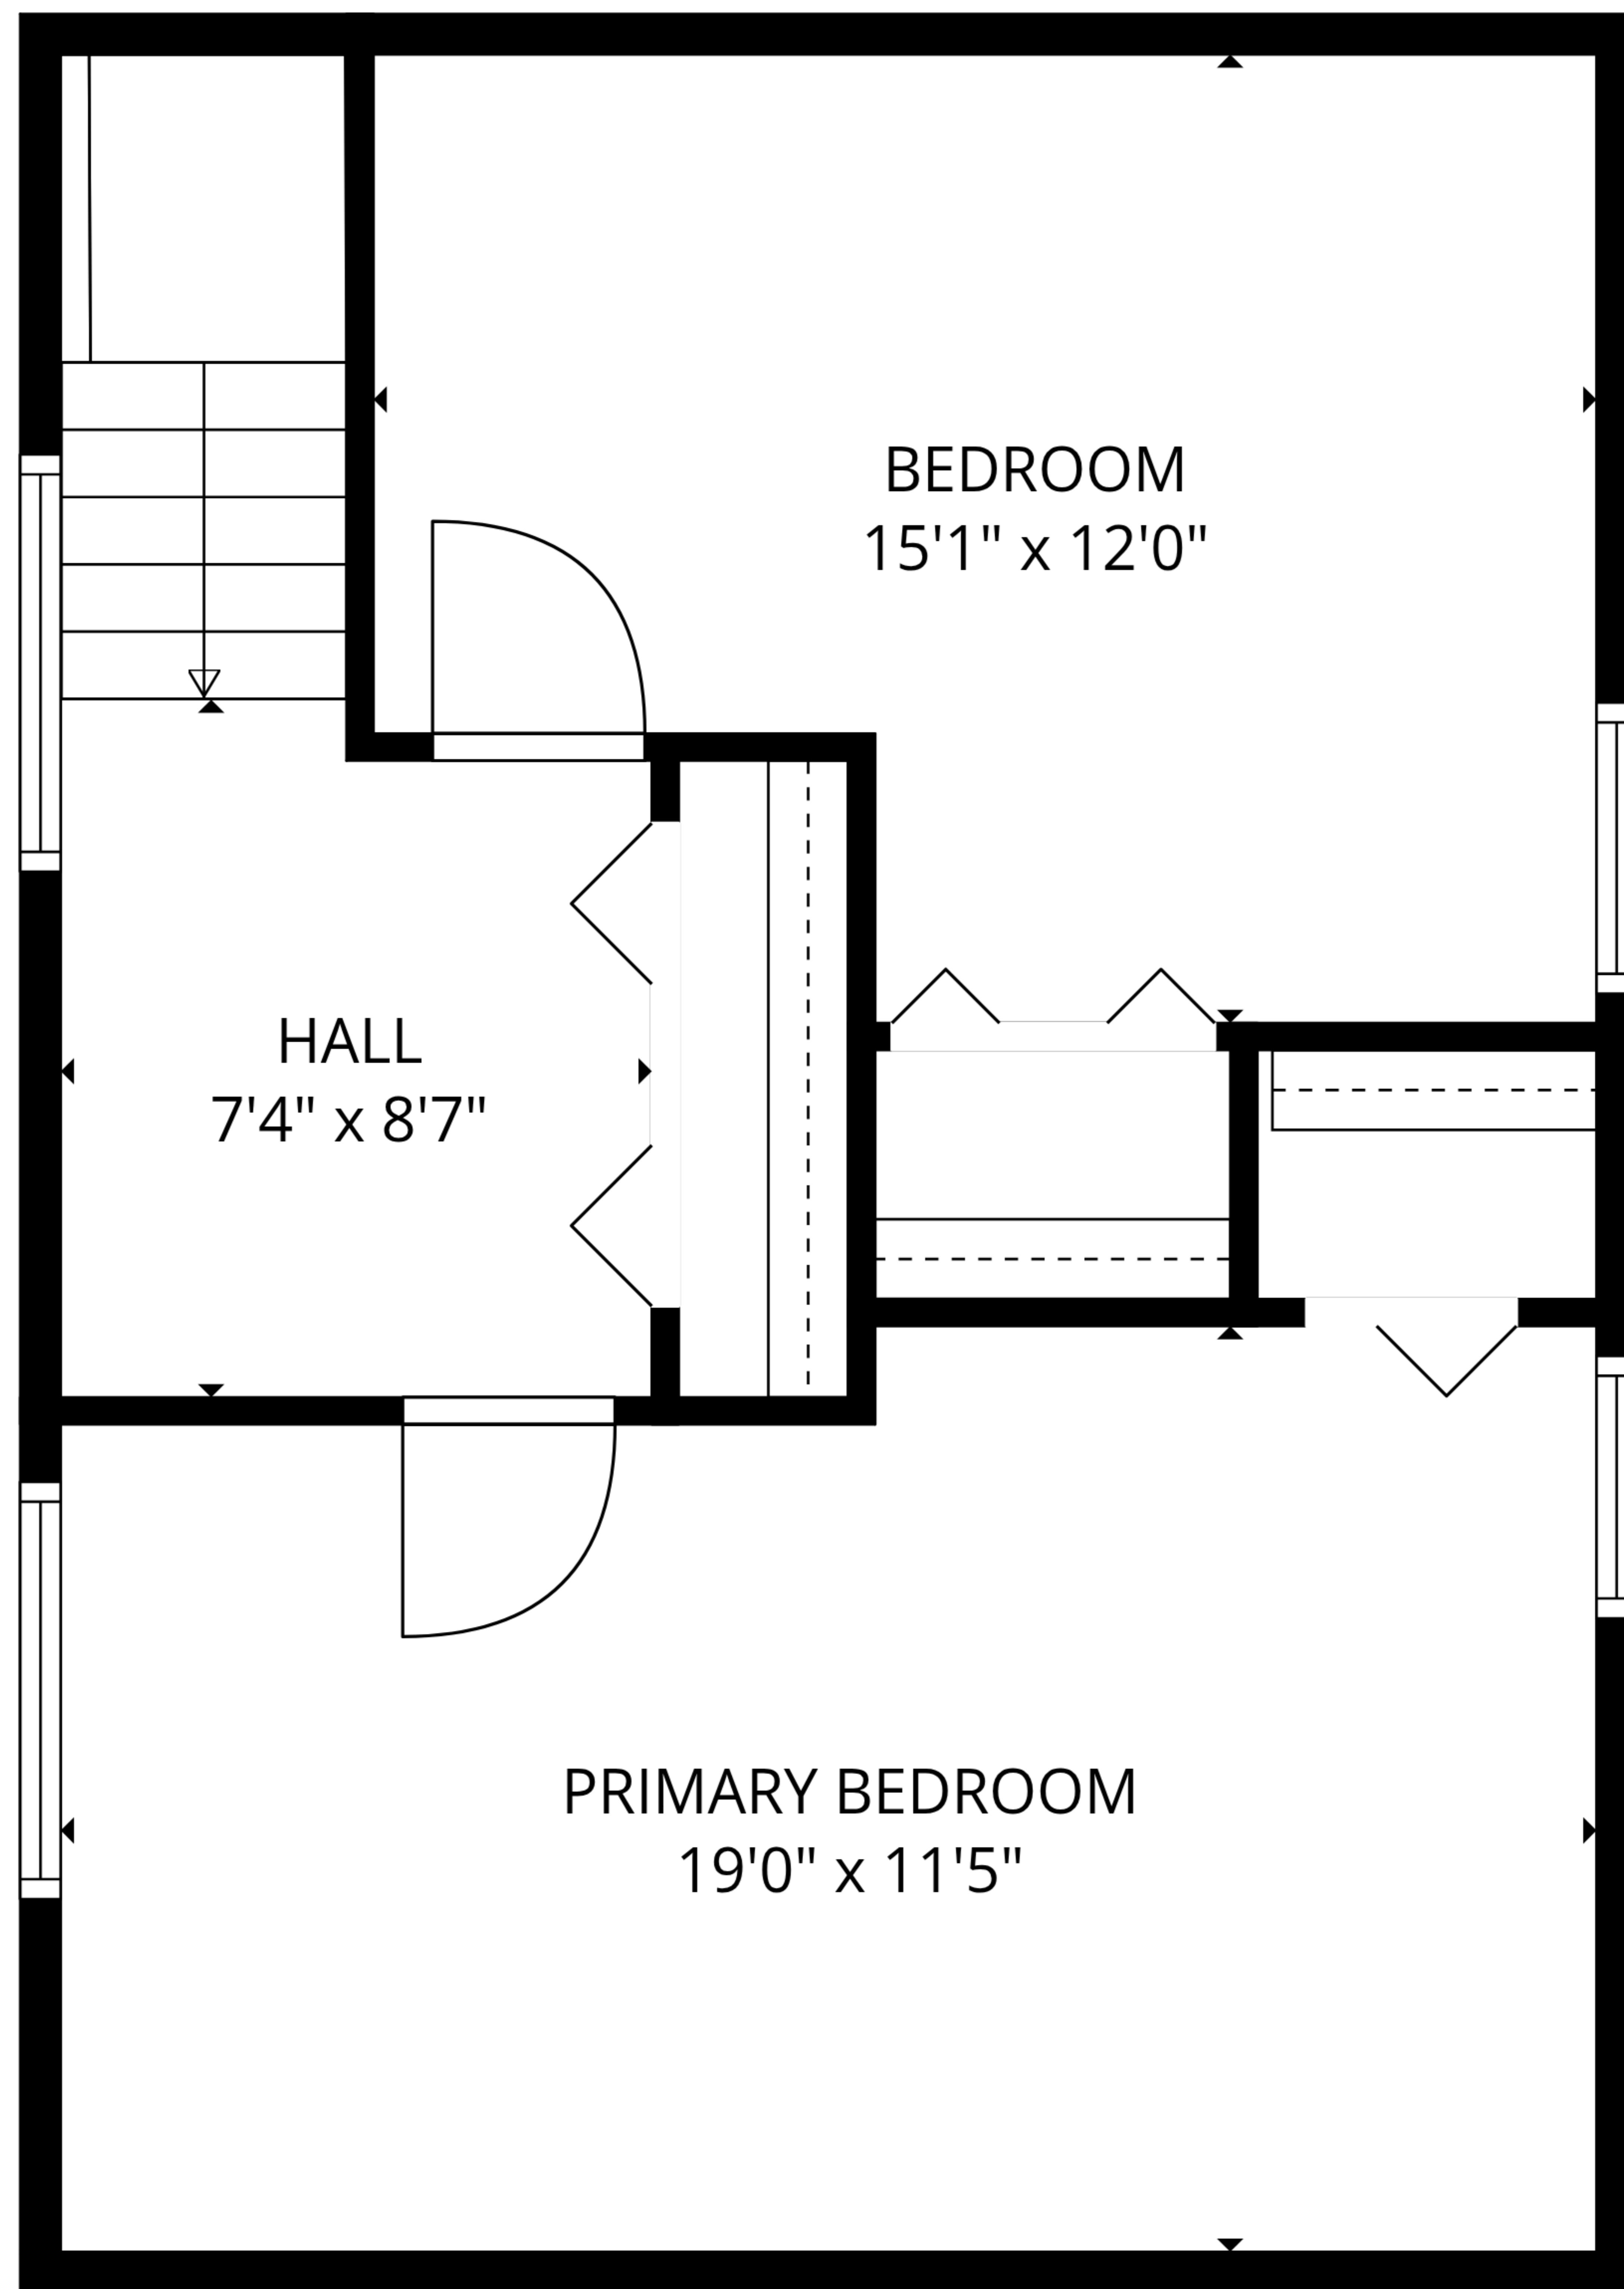 BEDROOM
15'1" x 12'0"
HALL
7'4" x 8'7"
PRIMARY BEDROOM
19'0" x 11'5"